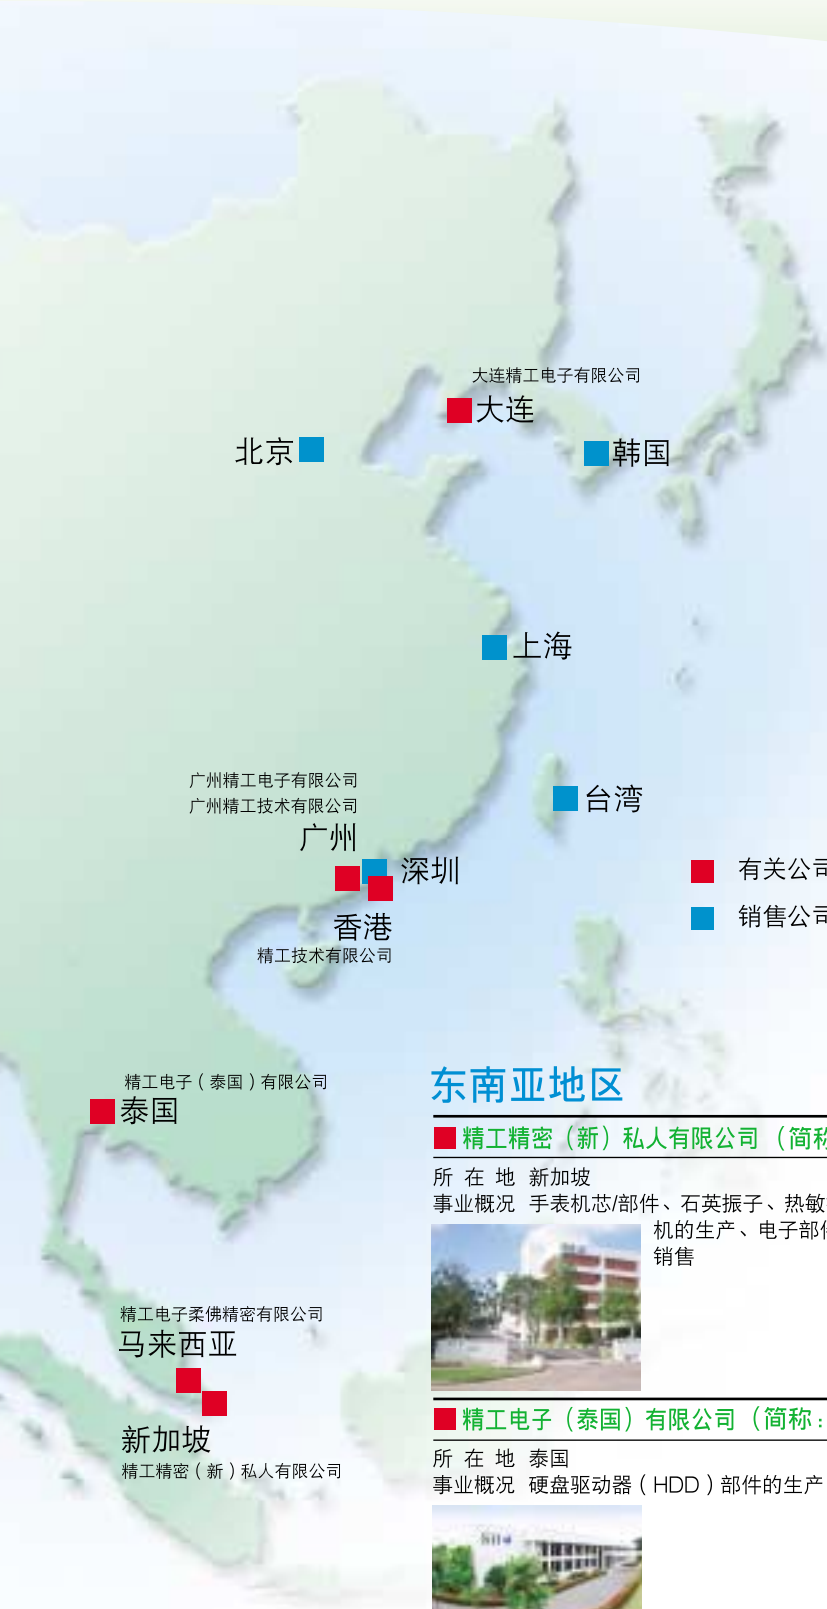 大连精工电子有限公司
大连
北京
韩国
上海
广州精工电子有限公司
广州精工技术有限公司
广州
台湾
深圳
香港
精工技术有限公司
有关公司
销售公司
精工电子（泰国）有限公司
泰国
精工电子柔佛精密有限公司
马来西亚
新加坡
精工精密（新）私人有限公司
东南亚地区
精工精密（新）私人有限公司（简称
所在地 新加坡
事业概况 手表机芯/部件、石英振子、热敏
机的生产、电子部件
销售
精工电子（泰国）有限公司（简称：
所在地 泰国
事业概况 硬盘驱动器（HDD）部件的生产
SII